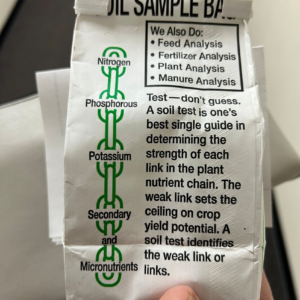 OIL SAMPLE BA
We Also Do:
• Feed Analysis
• Fertilizer Analysis
• Plant Analysis
• Manure Analysis
Nitrogen
Phosphorous
Potassium
Secondary
and
Micronutrients
Test—don't guess.
A soil test is one's
best single guide in
determining the
strength of each
link in the plant
nutrient chain. The
weak link sets the
ceiling on crop
yield potential. A
soil test identifies
the weak link or
links.